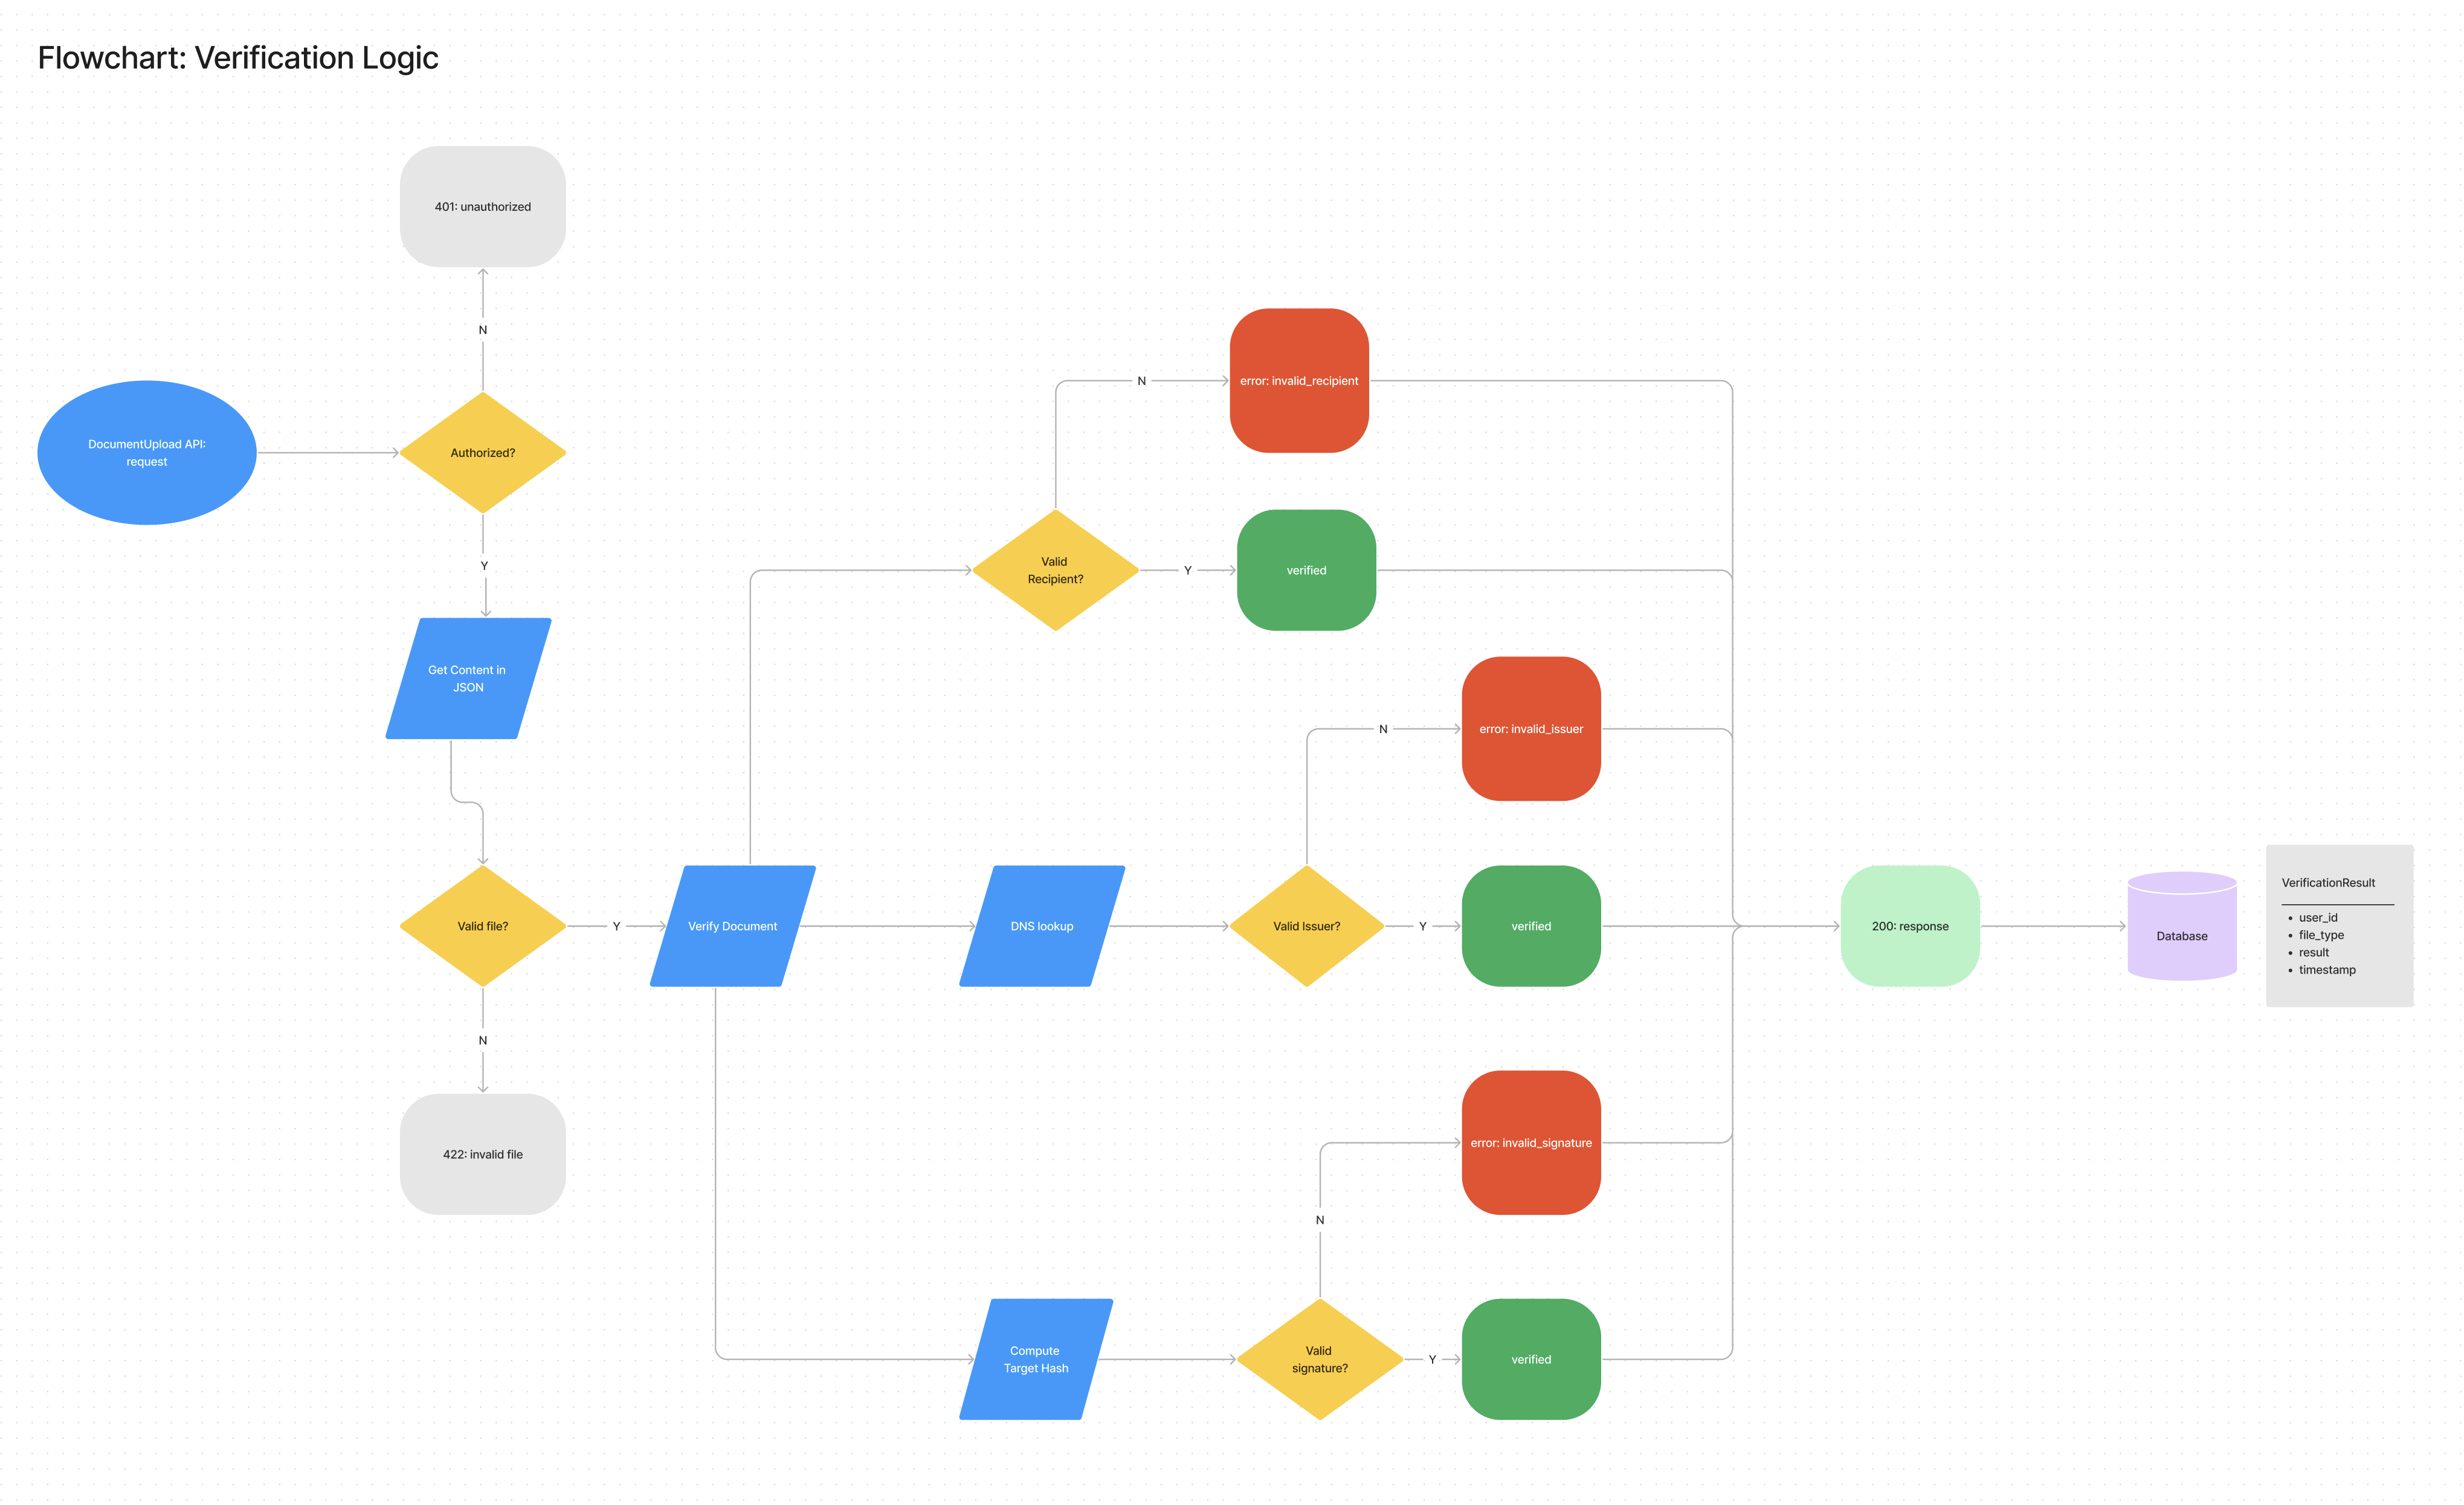 Flowchart: Verification Logic
401: unauthorized
N
DocumentUpload API:
request
Authorized?
Y
Get Content in
JSON
Valid file?
Y
N
422: invalid file
Verify Document
Valid
Recipient?
N
error: invalid_recipient
Y
verified
DNS lookup
Valid Issuer?
N
error: invalid_issuer
Y
verified
Compute
Target Hash
Valid
signature?
N
error: invalid_signature
Y
verified
200: response
Database
VerificationResult
• user_id
• file_type
• result
• timestamp